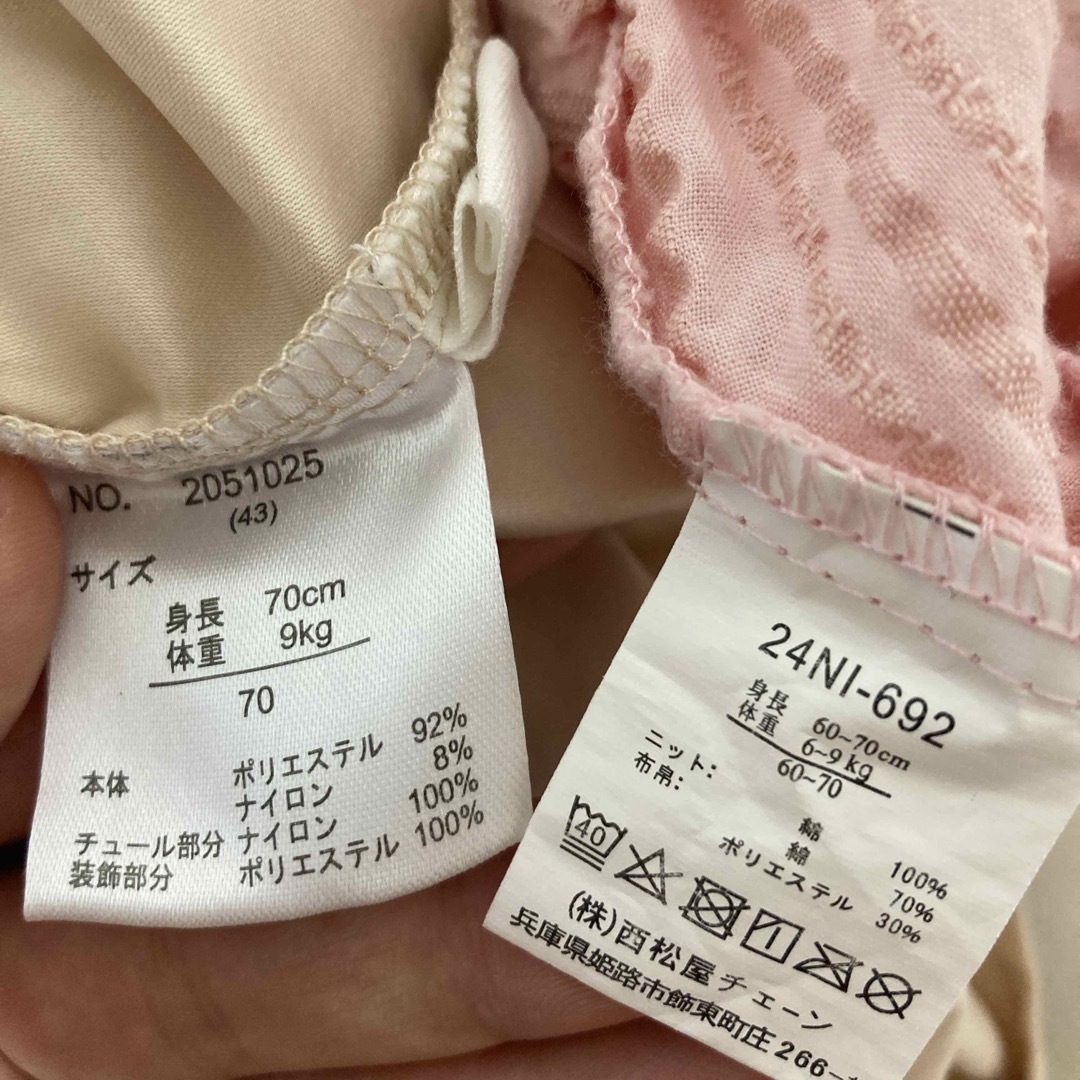 NO. 2051025
(43)
サイズ
身長 70cm
体重 9kg
70
本体 ポリエステル 92%
ナイロン 8%
チュール部分 ナイロン 100%
装飾部分 ポリエステル 100%
24NI-692
身長 60~70cm
体重 6~9kg
60~70
ニット: 綿 100%
布帛: 綿 70%
ポリエステル 30%
40
(株)西松屋チェーン
兵庫県姫路市飾東町庄266-